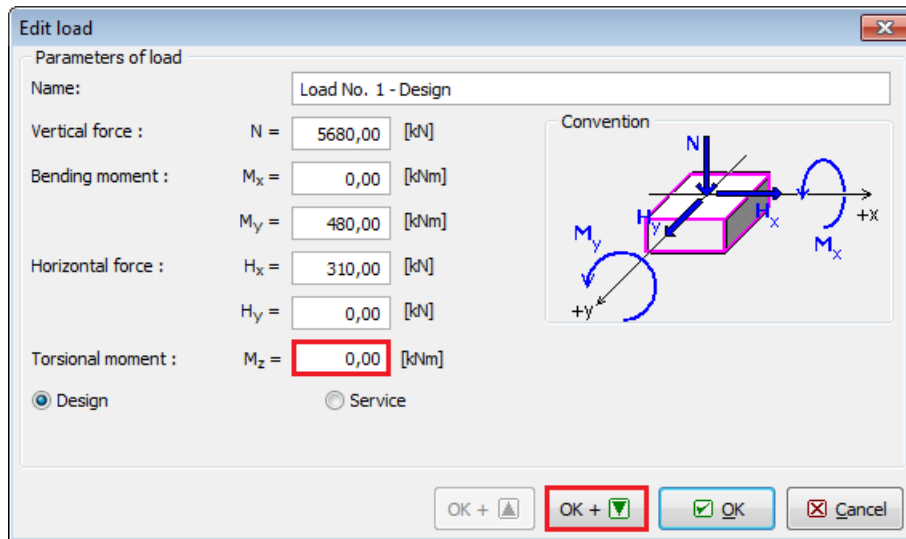 Edit load
Parameters of load
Name: Load No. 1 - Design
Vertical force : N = 5680,00 [kN]
Bending moment : Mx = 0,00 [kNm]
My = 480,00 [kNm]
Horizontal force : Hx = 310,00 [kN]
Hy = 0,00 [kN]
Torsional moment : Mz = 0,00 [kNm]
Design Service
Convention
N
Hy Hx
+x
My Mx
+y
OK + OK + OK Cancel